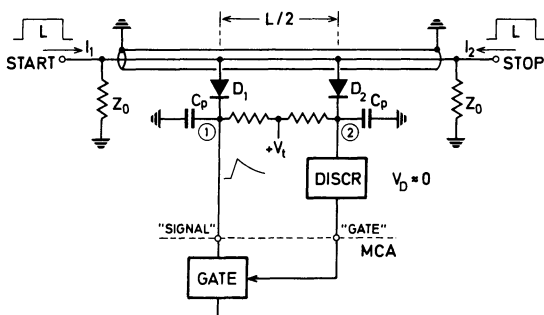 L/2
L
I₁
START
I₂
L
STOP
Z₀
Cₚ
D₁
D₂
Cₚ
Z₀
1
+Vₜ
2
DISCR
V_D ≈ 0
"SIGNAL"
"GATE"
MCA
GATE